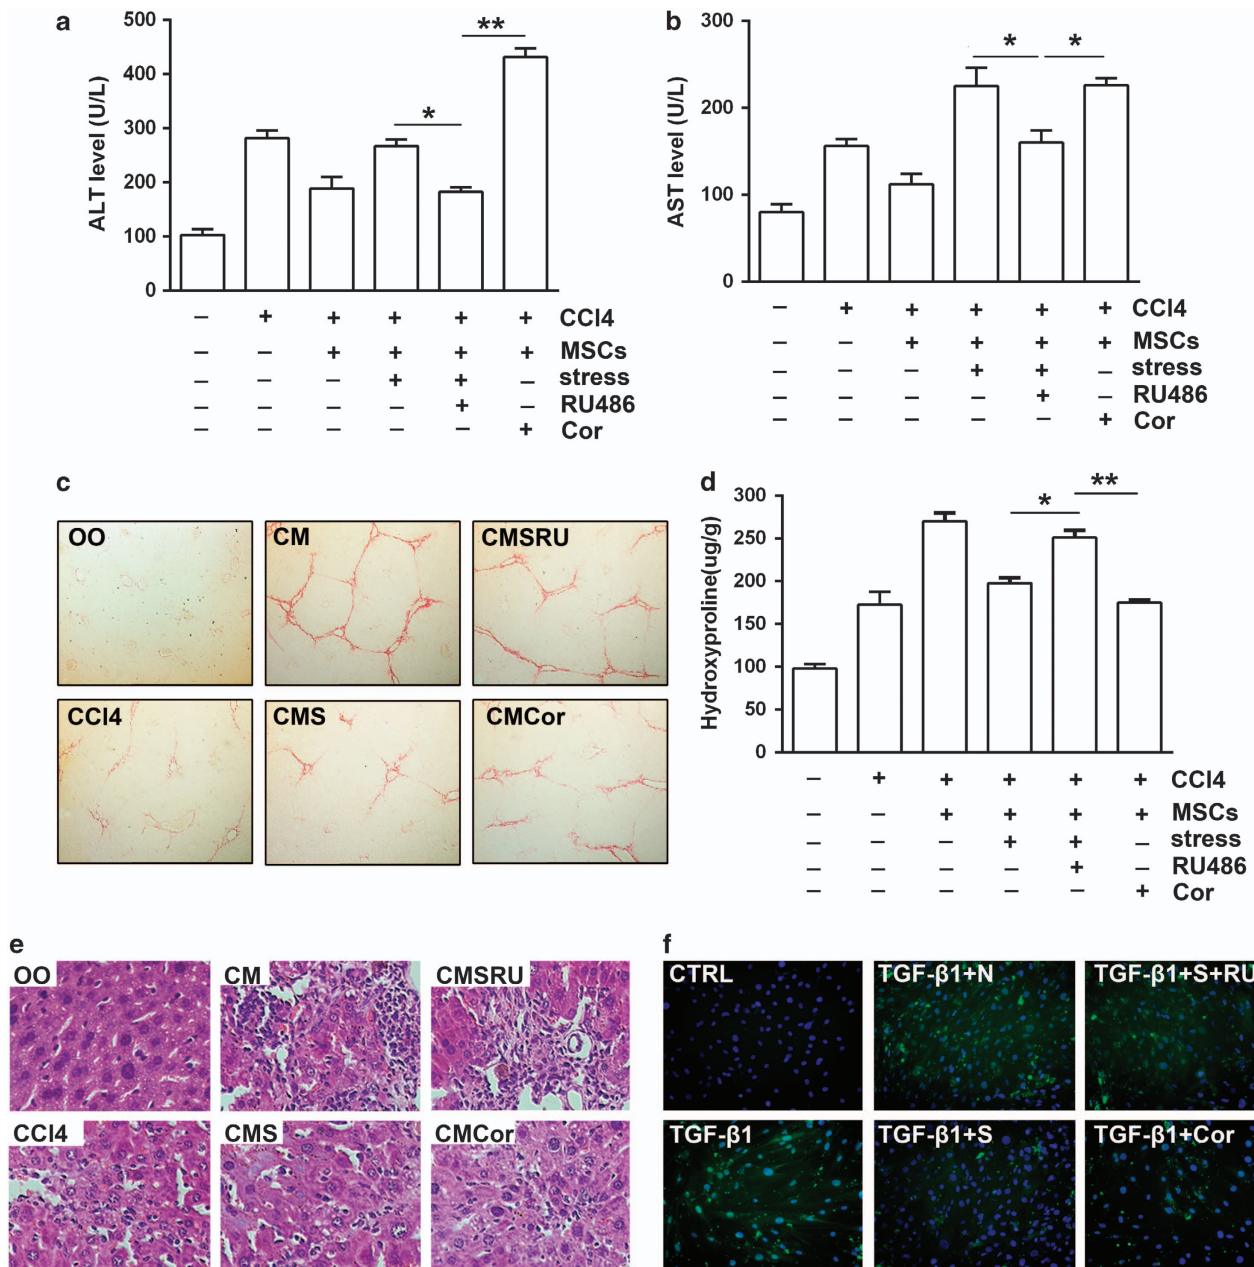 a
500
400
300
200
100
0
ALT level (U/L)
**
*
– + + + + + CCl4
– – + + + + MSCs
– – – + + – stress
– – – – + – RU486
– – – – – + Cor
b
300
200
100
0
AST level (U/L)
* *
– + + + + + CCl4
– – + + + + MSCs
– – – + + – stress
– – – – + – RU486
– – – – – + Cor
c
OO CM CMSRU
CCl4 CMS CMCor
d
300
250
200
150
100
50
0
Hydroxyproline(ug/g)
* **
– + + + + + CCl4
– – + + + + MSCs
– – – + + – stress
– – – – + – RU486
– – – – – + Cor
e
OO CM CMSRU
CCl4 CMS CMCor
f
CTRL TGF-β1+N TGF-β1+S+RU
TGF-β1 TGF-β1+S TGF-β1+Cor